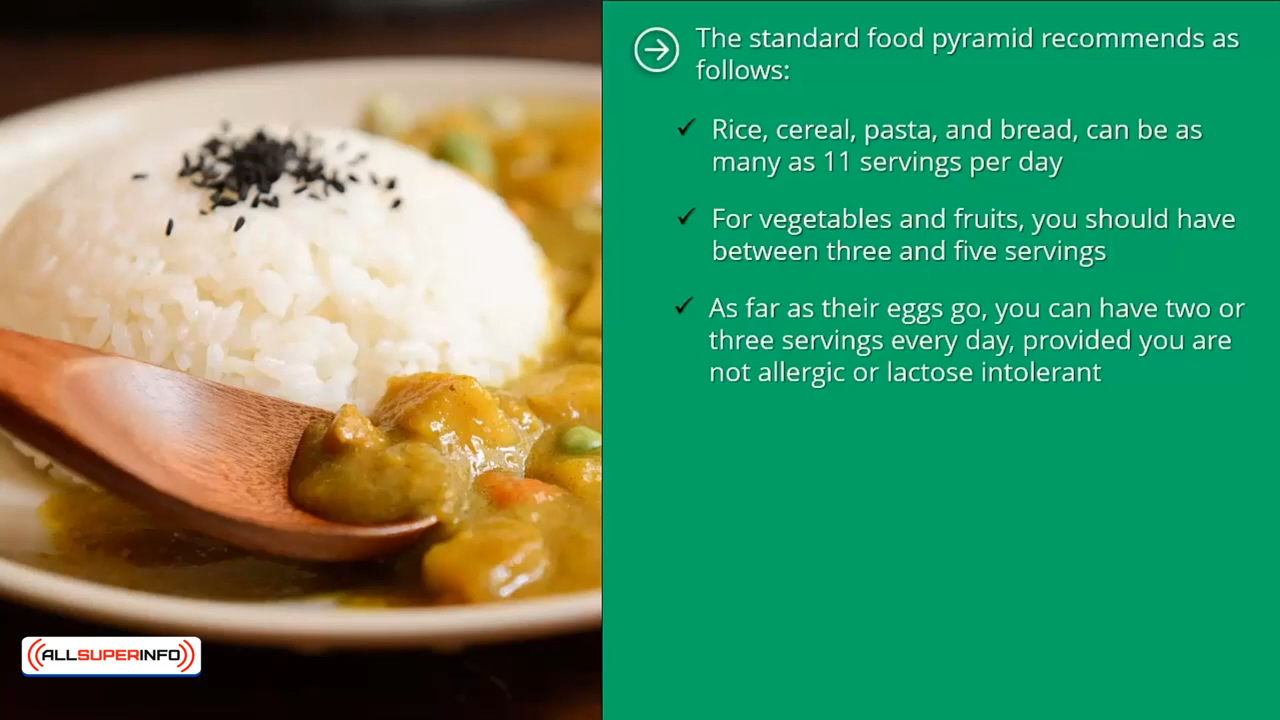 The standard food pyramid recommends as
follows:
Rice, cereal, pasta, and bread, can be as
many as 11 servings per day
For vegetables and fruits, you should have
between three and five servings
As far as their eggs go, you can have two or
three servings every day, provided you are
not allergic or lactose intolerant
ALLSUPERINFO